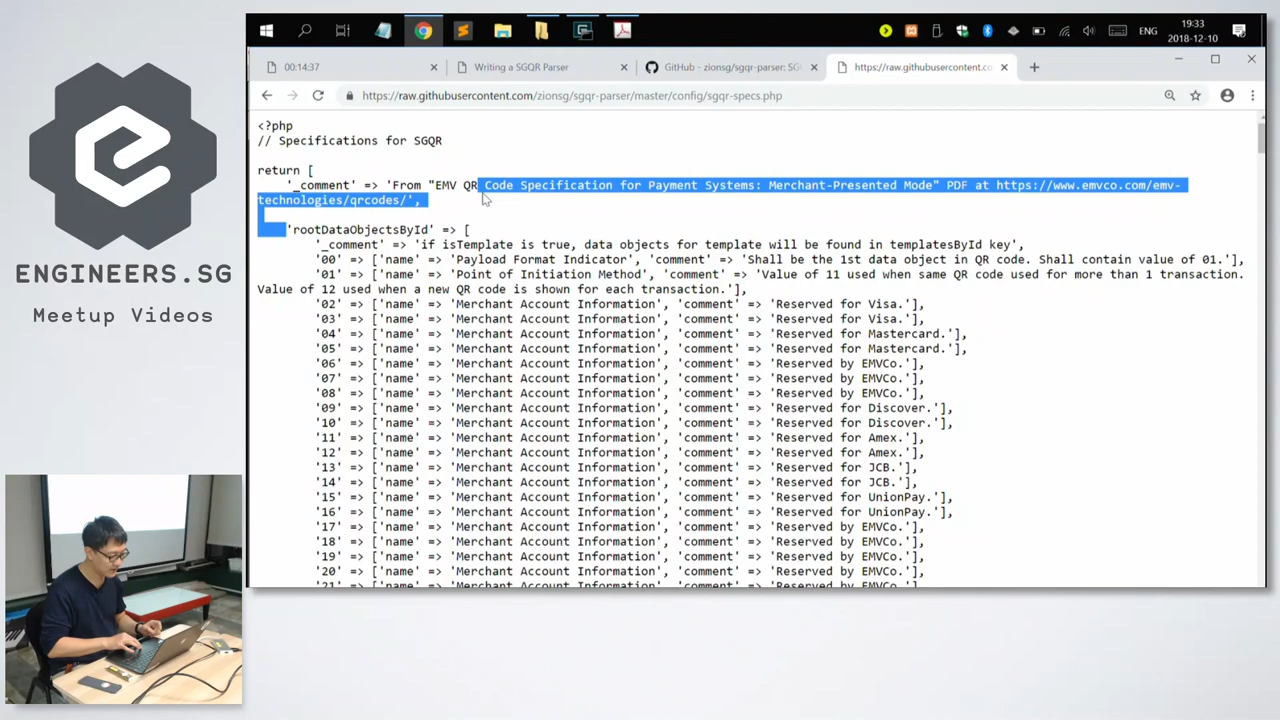 ENGINEERS.SG
Meetup Videos
ENG
19:33
2018-12-10
00:14:37
Writing a SGQR Parser
GitHub - zionsg/sgqr-parser: SG
https://raw.githubusercontent.co
https://raw.githubusercontent.com/zionsg/sgqr-parser/master/config/sgqr-specs.php
<?php
// Specifications for SGQR
return [
'_comment' => 'From "EMV QR Code Specification for Payment Systems: Merchant-Presented Mode" PDF at https://www.emvco.com/emv-
technologies/qrcodes/',
'rootDataObjectsById' => [
'_comment' => 'if isTemplate is true, data objects for template will be found in templatesById key',
'00' => ['name' => 'Payload Format Indicator', 'comment' => 'Shall be the 1st data object in QR code. Shall contain value of 01.'],
'01' => ['name' => 'Point of Initiation Method', 'comment' => 'Value of 11 used when same QR code used for more than 1 transaction.
Value of 12 used when a new QR code is shown for each transaction.'],
'02' => ['name' => 'Merchant Account Information', 'comment' => 'Reserved for Visa.'],
'03' => ['name' => 'Merchant Account Information', 'comment' => 'Reserved for Visa.'],
'04' => ['name' => 'Merchant Account Information', 'comment' => 'Reserved for Mastercard.'],
'05' => ['name' => 'Merchant Account Information', 'comment' => 'Reserved for Mastercard.'],
'06' => ['name' => 'Merchant Account Information', 'comment' => 'Reserved by EMVCo.'],
'07' => ['name' => 'Merchant Account Information', 'comment' => 'Reserved by EMVCo.'],
'08' => ['name' => 'Merchant Account Information', 'comment' => 'Reserved by EMVCo.'],
'09' => ['name' => 'Merchant Account Information', 'comment' => 'Reserved for Discover.'],
'10' => ['name' => 'Merchant Account Information', 'comment' => 'Reserved for Discover.'],
'11' => ['name' => 'Merchant Account Information', 'comment' => 'Reserved for Amex.'],
'12' => ['name' => 'Merchant Account Information', 'comment' => 'Reserved for Amex.'],
'13' => ['name' => 'Merchant Account Information', 'comment' => 'Reserved for JCB.'],
'14' => ['name' => 'Merchant Account Information', 'comment' => 'Reserved for JCB.'],
'15' => ['name' => 'Merchant Account Information', 'comment' => 'Reserved for UnionPay.'],
'16' => ['name' => 'Merchant Account Information', 'comment' => 'Reserved for UnionPay.'],
'17' => ['name' => 'Merchant Account Information', 'comment' => 'Reserved by EMVCo.'],
'18' => ['name' => 'Merchant Account Information', 'comment' => 'Reserved by EMVCo.'],
'19' => ['name' => 'Merchant Account Information', 'comment' => 'Reserved by EMVCo.'],
'20' => ['name' => 'Merchant Account Information', 'comment' => 'Reserved by EMVCo.'],
'21' => ['name' => 'Merchant Account Information', 'comment' => 'Reserved by EMVCo.'],